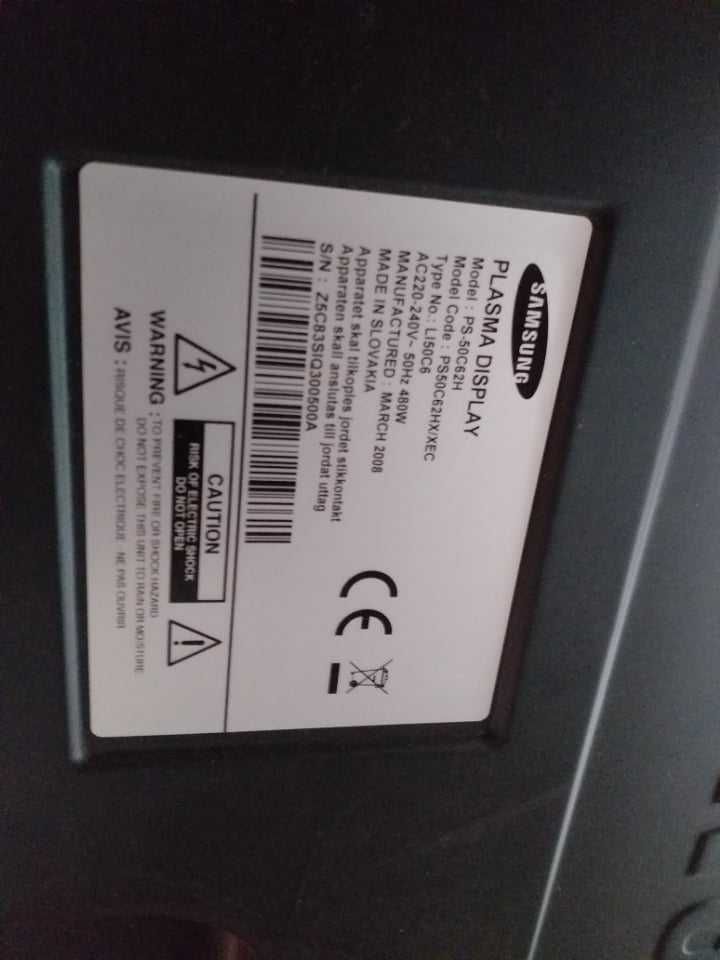 SAMSUNG
PLASMA DISPLAY
Model : PS-50C62H
Model Code : PS50C62HX/XEC
Type No.: LI50C6
AC220-240V~ 50Hz 480W
MANUFACTURED : MARCH 2008
MADE IN SLOVAKIA
Apparatet skal tilkoples jordet stikkontakt
Apparaten skall anslutas till jordat uttag
S/N : Z5C83SIQ300500A
CE
CAUTION
RISK OF ELECTRIC SHOCK
DO NOT OPEN
WARNING : TO PREVENT FIRE OR SHOCK HAZARD
DO NOT EXPOSE THIS UNIT TO RAIN OR MOISTURE
AVIS : RISQUE DE CHOC ELECTRIQUE NE PAS OUVRIR